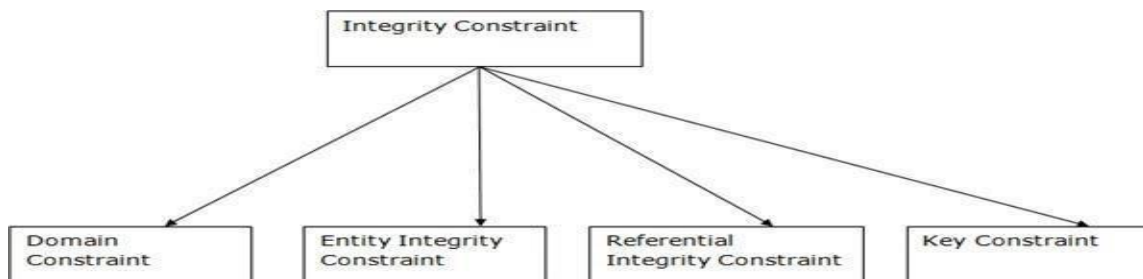 Integrity Constraint
Domain
Constraint
Entity Integrity
Constraint
Referential
Integrity Constraint
Key Constraint